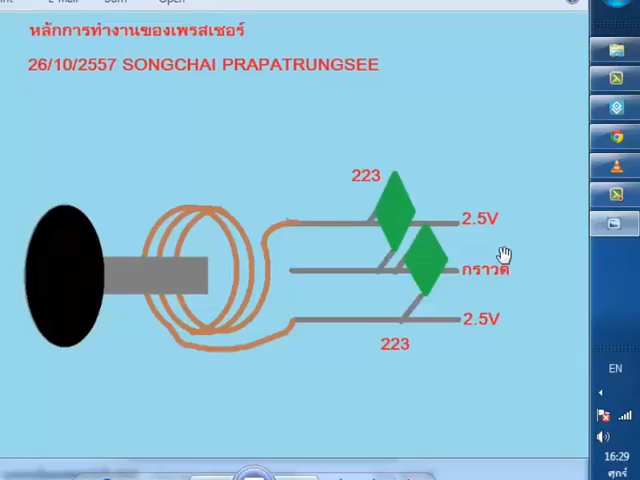 หลักการทำงานของเพรสเชอร์
26/10/2557 SONGCHAI PRAPATRUNGSEE
223
2.5V
กราวด์
2.5V
223
EN
16:29
ศุกร์